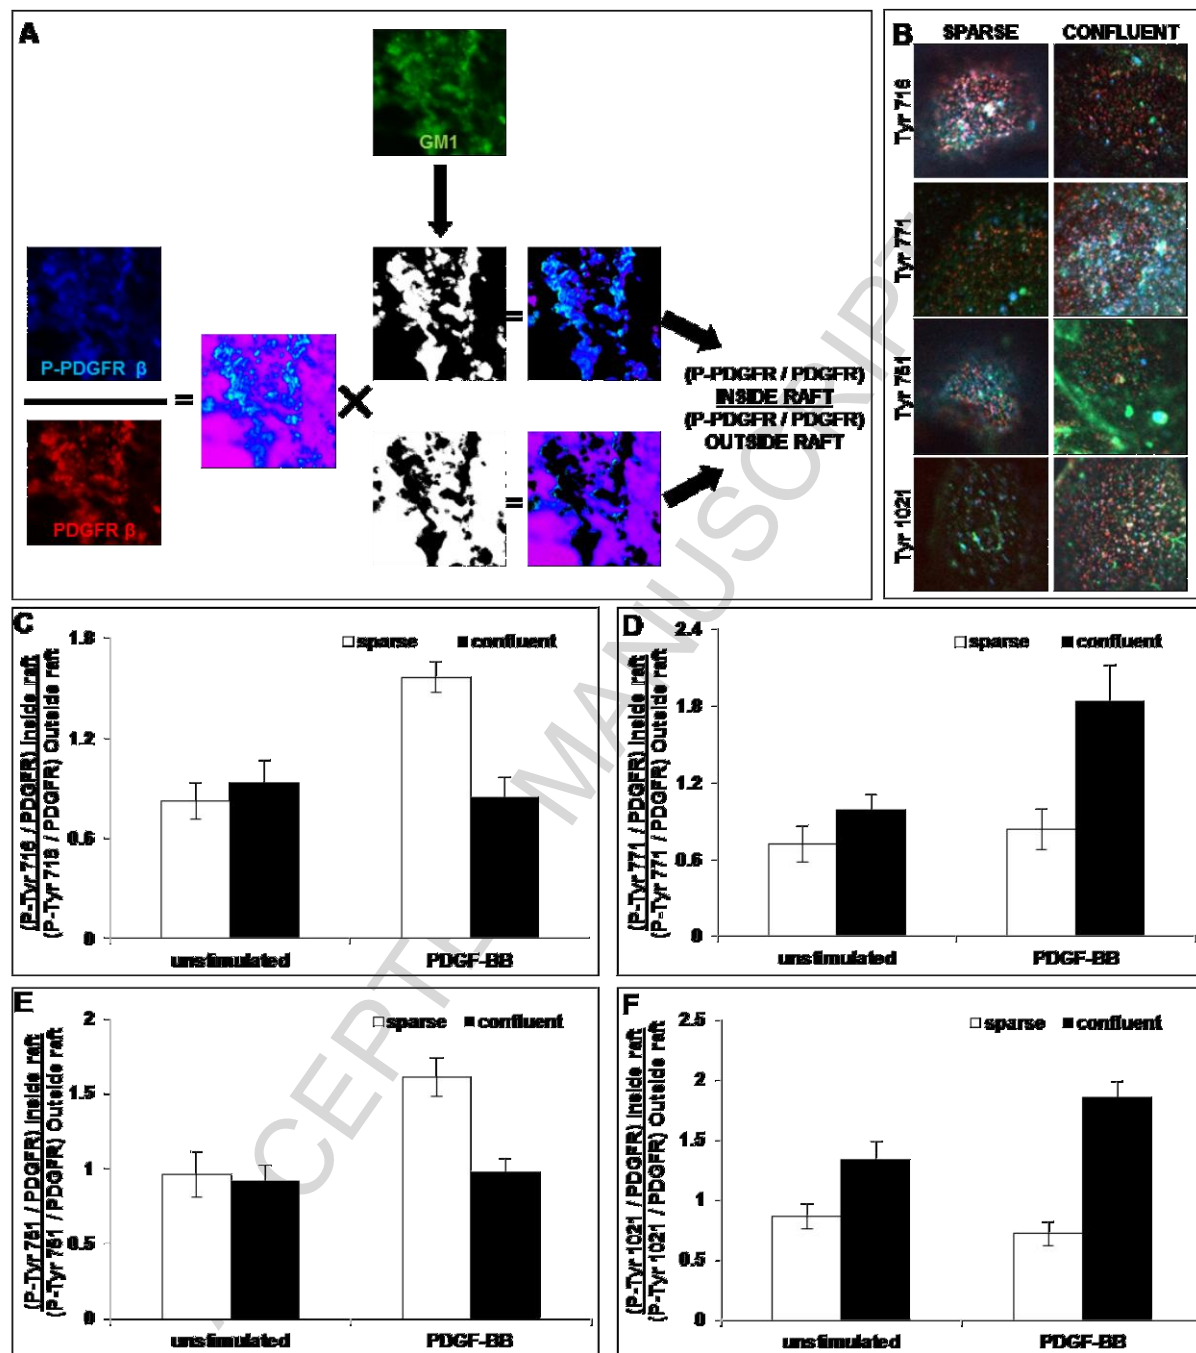 A
GM1
P-PDGFR β
PDGFR β
=
=
=
(P-PDGFR / PDGFR)
INSIDE RAFT
(P-PDGFR / PDGFR)
OUTSIDE RAFT
B
SPARSE CONFLUENT
Tyr 716
Tyr 771
Tyr 751
Tyr 1021
C
sparse confluent
(P-Tyr 716 / PDGFR) Inside raft
(P-Tyr 716 / PDGFR) Outside raft
1.8
1.2
0.6
0
unstimulated PDGF-BB
D
sparse confluent
(P-Tyr 771 / PDGFR) Inside raft
(P-Tyr 771 / PDGFR) Outside raft
2.4
1.8
1.2
0.6
0
unstimulated PDGF-BB
E
sparse confluent
(P-Tyr 751 / PDGFR) Inside raft
(P-Tyr 751 / PDGFR) Outside raft
2
1.5
1
0.5
0
unstimulated PDGF-BB
F
sparse confluent
(P-Tyr 1021 / PDGFR) Inside raft
(P-Tyr 1021 / PDGFR) Outside raft
2.5
2
1.5
1
0.5
0
unstimulated PDGF-BB
MANUSCRIPT